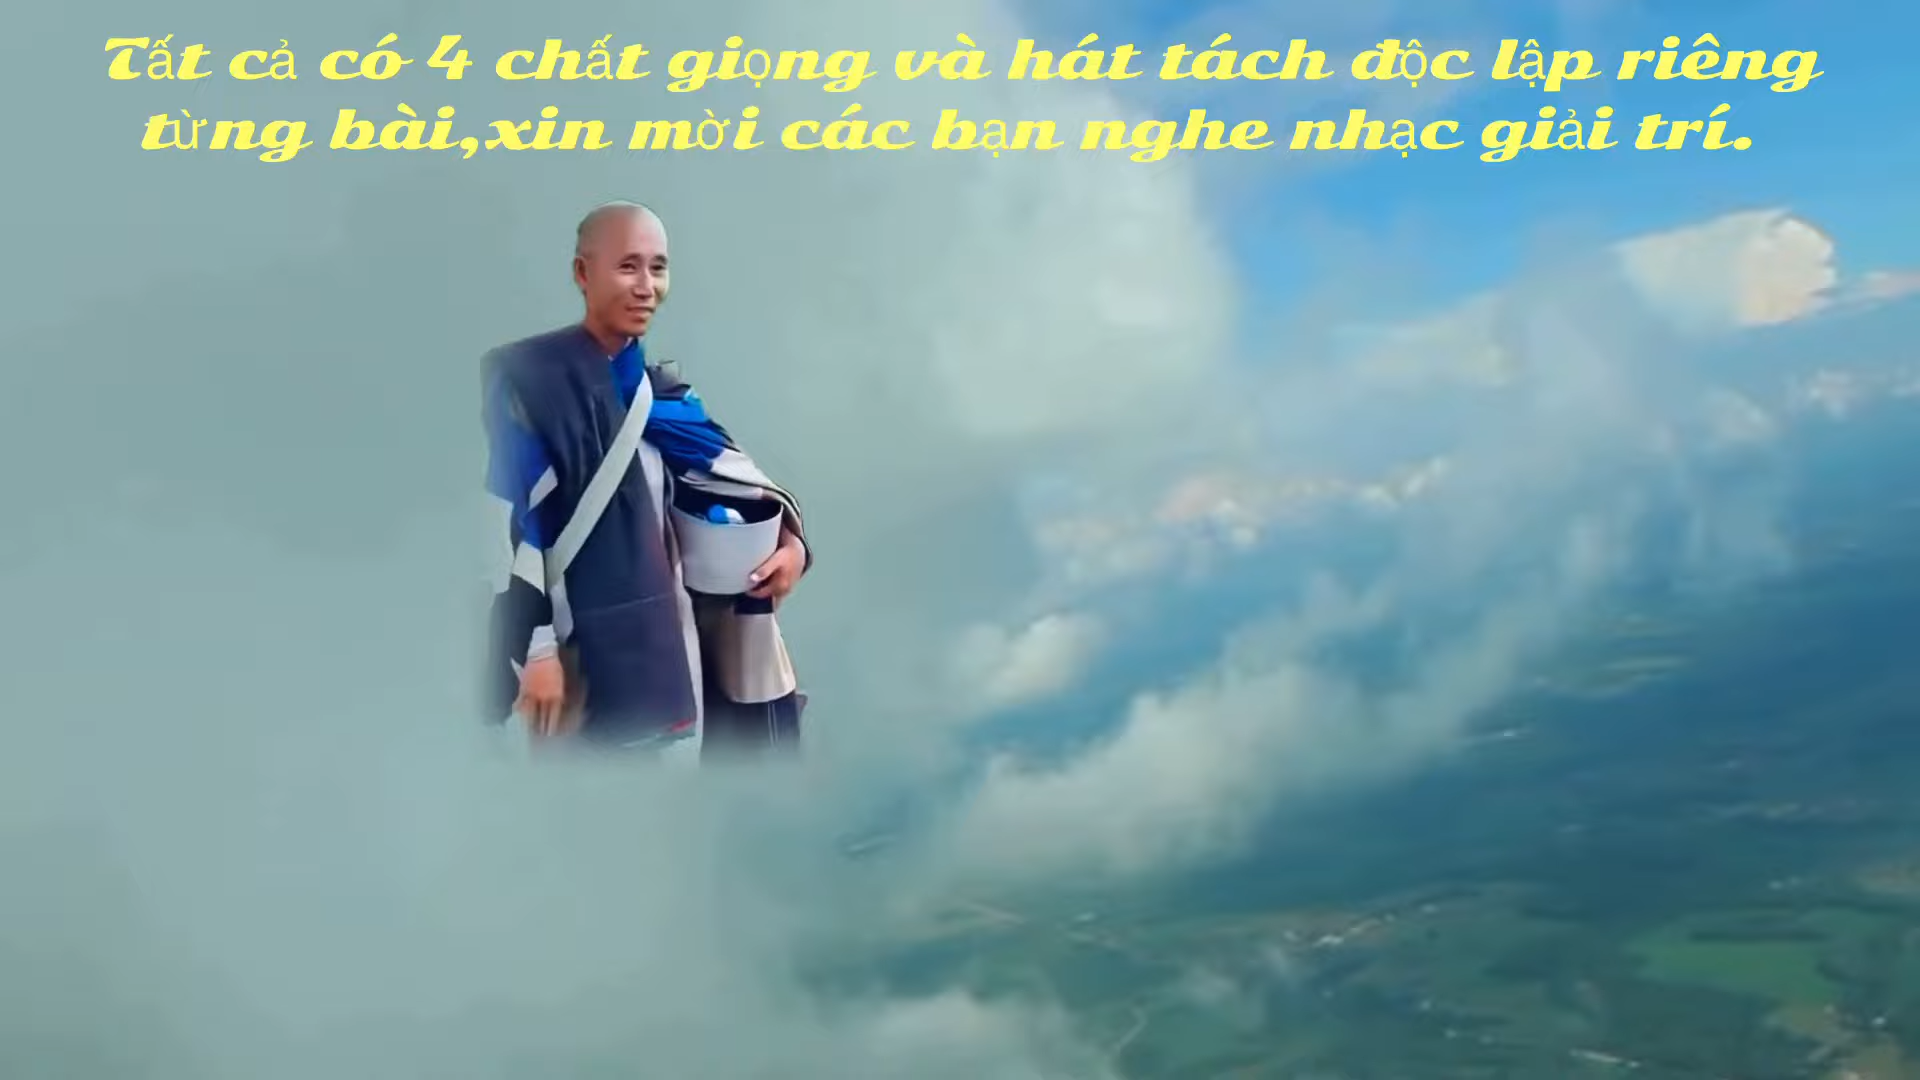 Tất cả có 4 chất giọng và hát tách độc lập riêng
từng bài,xin mời các bạn nghe nhạc giải trí.